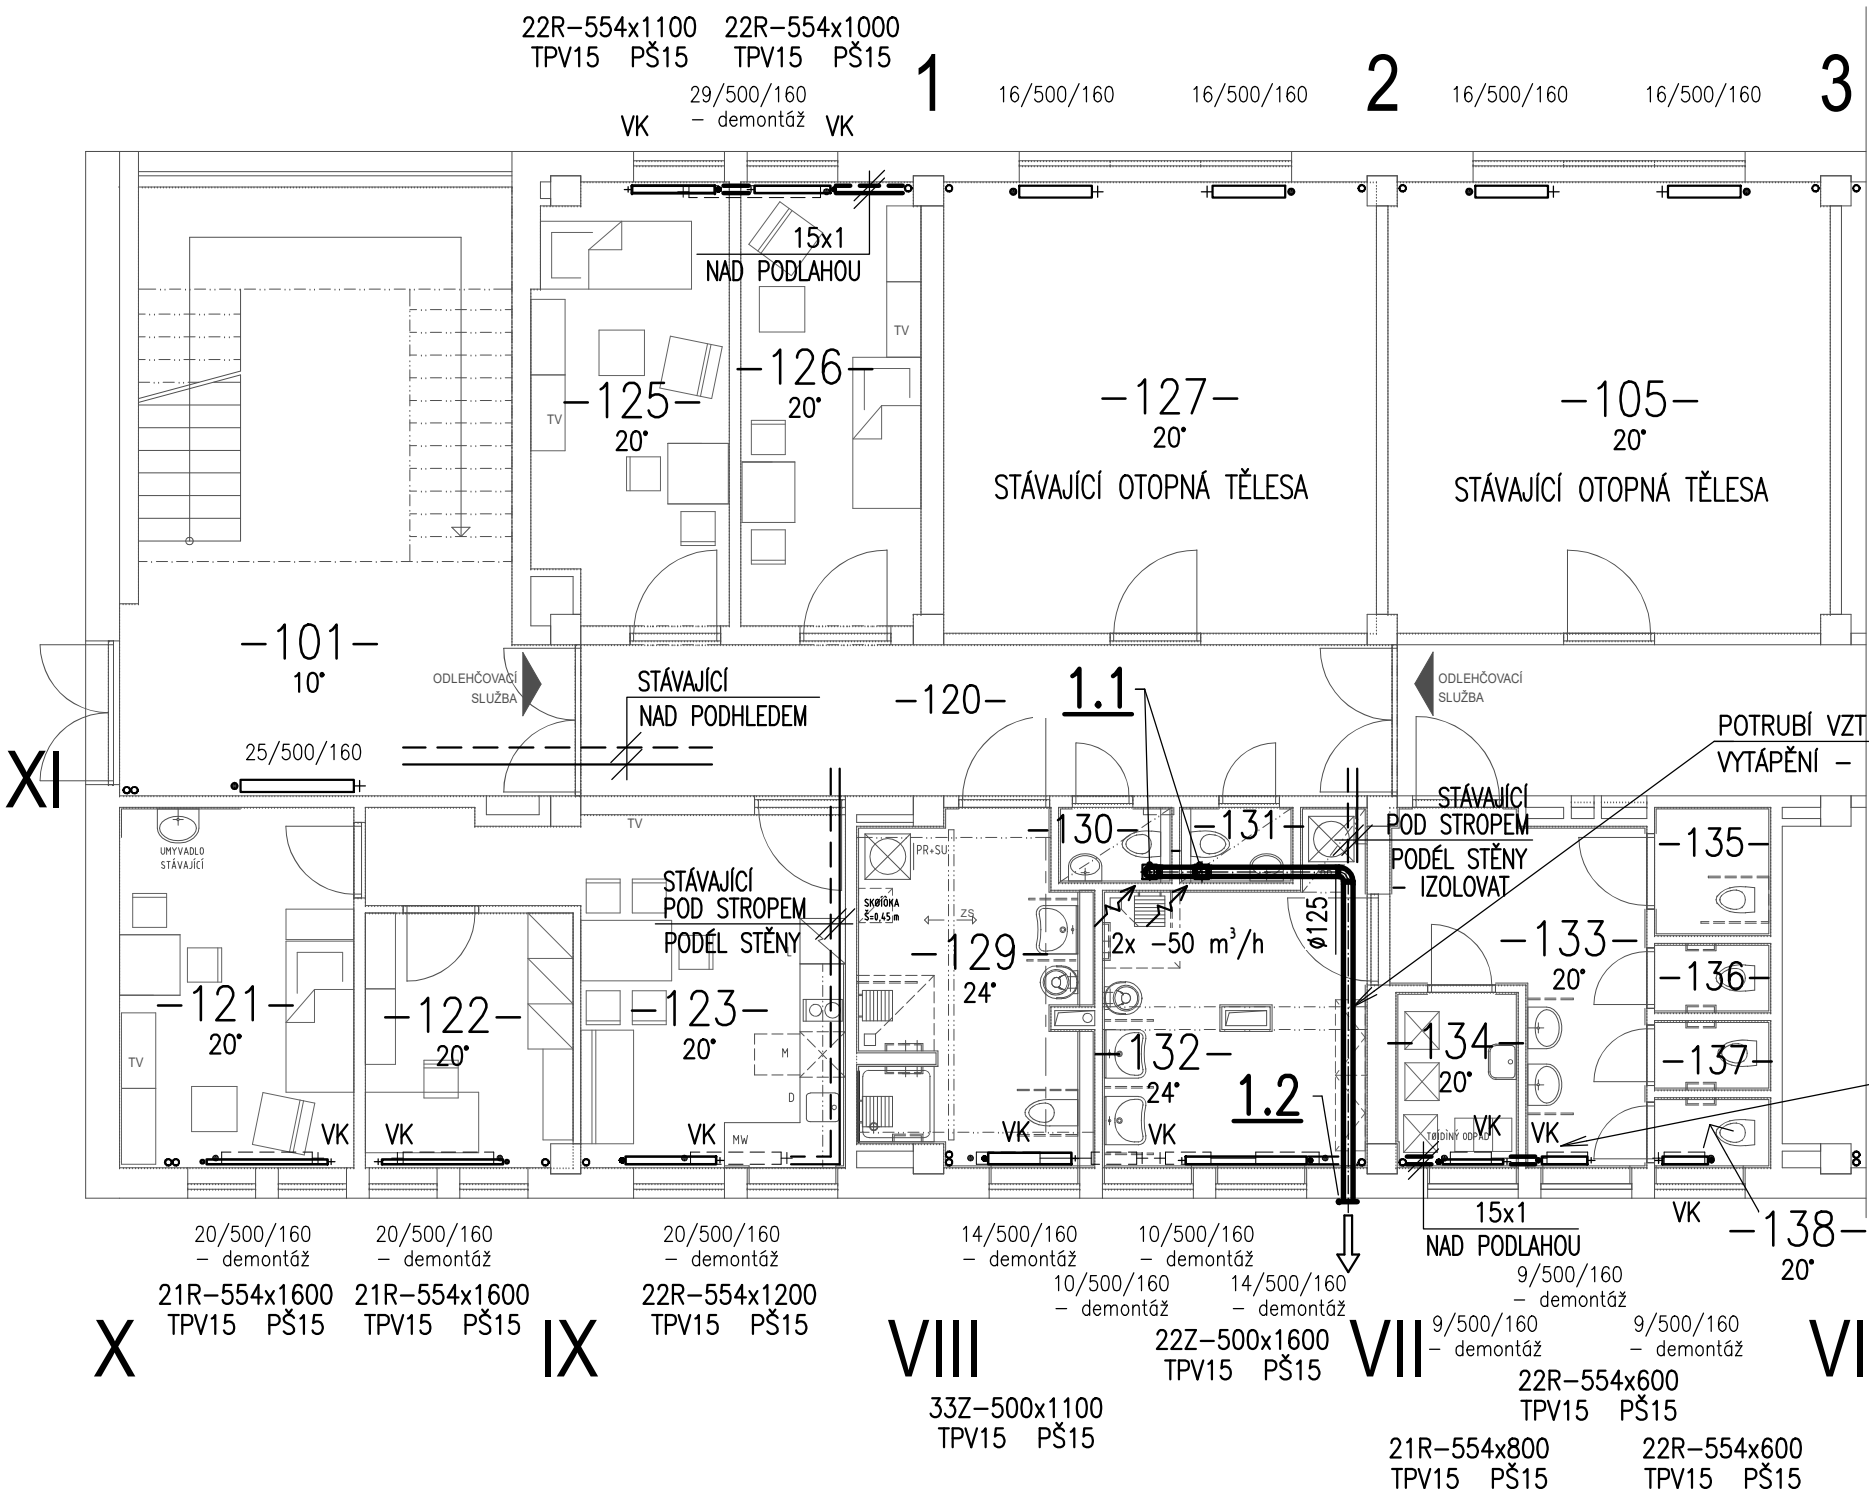 22R-554x1100 22R-554x1000
TPV15 PŠ15 TPV15 PŠ15
29/500/160
- demontáž
VK VK
1
16/500/160 16/500/160
2
16/500/160 16/500/160
3
15x1
NAD PODLAHOU
TV
TV
-125-
20°
-126-
20°
-127-
20°
STÁVAJÍCÍ OTOPNÁ TĚLESA
-105-
20°
STÁVAJÍCÍ OTOPNÁ TĚLESA
-101-
10°
ODLEHČOVACÍ
SLUŽBA
STÁVAJÍCÍ
NAD PODHLEDEM
-120-
1.1
ODLEHČOVACÍ
SLUŽBA
POTRUBÍ VZT
VYTÁPĚNÍ -
XI
25/500/160
STÁVAJÍCÍ
POD STROPEM
PODÉL STĚNY
- IZOLOVAT
UMYVADLO
STÁVAJÍCÍ
TV
PR+SU
-130-
-131-
-135-
STÁVAJÍCÍ
POD STROPEM
PODÉL STĚNY
Š=0,45 m
ZS
-129-
24°
2x -50 m³/h
ø125
-133-
20°
-136-
-121-
20°
-122-
20°
-123-
20°
TV
M
D
MW
-132-
24°
1.2
-134-
20°
-137-
VK VK VK VK VK VK VK
15x1
NAD PODLAHOU
VK
-138-
20°
20/500/160
- demontáž
21R-554x1600
TPV15 PŠ15
20/500/160
- demontáž
21R-554x1600
TPV15 PŠ15
20/500/160
- demontáž
22R-554x1200
TPV15 PŠ15
14/500/160
- demontáž
10/500/160
- demontáž
10/500/160
- demontáž
14/500/160
- demontáž
22Z-500x1600
TPV15 PŠ15
9/500/160
- demontáž
9/500/160
- demontáž
9/500/160
- demontáž
X IX VIII VII VI
33Z-500x1100
TPV15 PŠ15
22R-554x600
TPV15 PŠ15
21R-554x800
TPV15 PŠ15
22R-554x600
TPV15 PŠ15